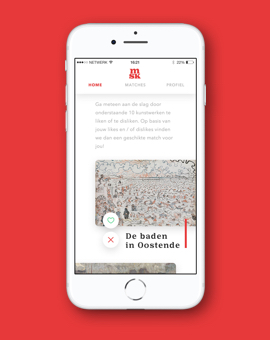 NETWERK 15:21 22%
m
sk
HOME MATCHES PROFIEL
Ga meteen aan de slag door
onderstaande 10 kunstwerken te
liken of te disliken. Op basis van
jouw likes en / of dislikes vinden
we dan een geschikte match voor
jou!
De baden
in Oostende